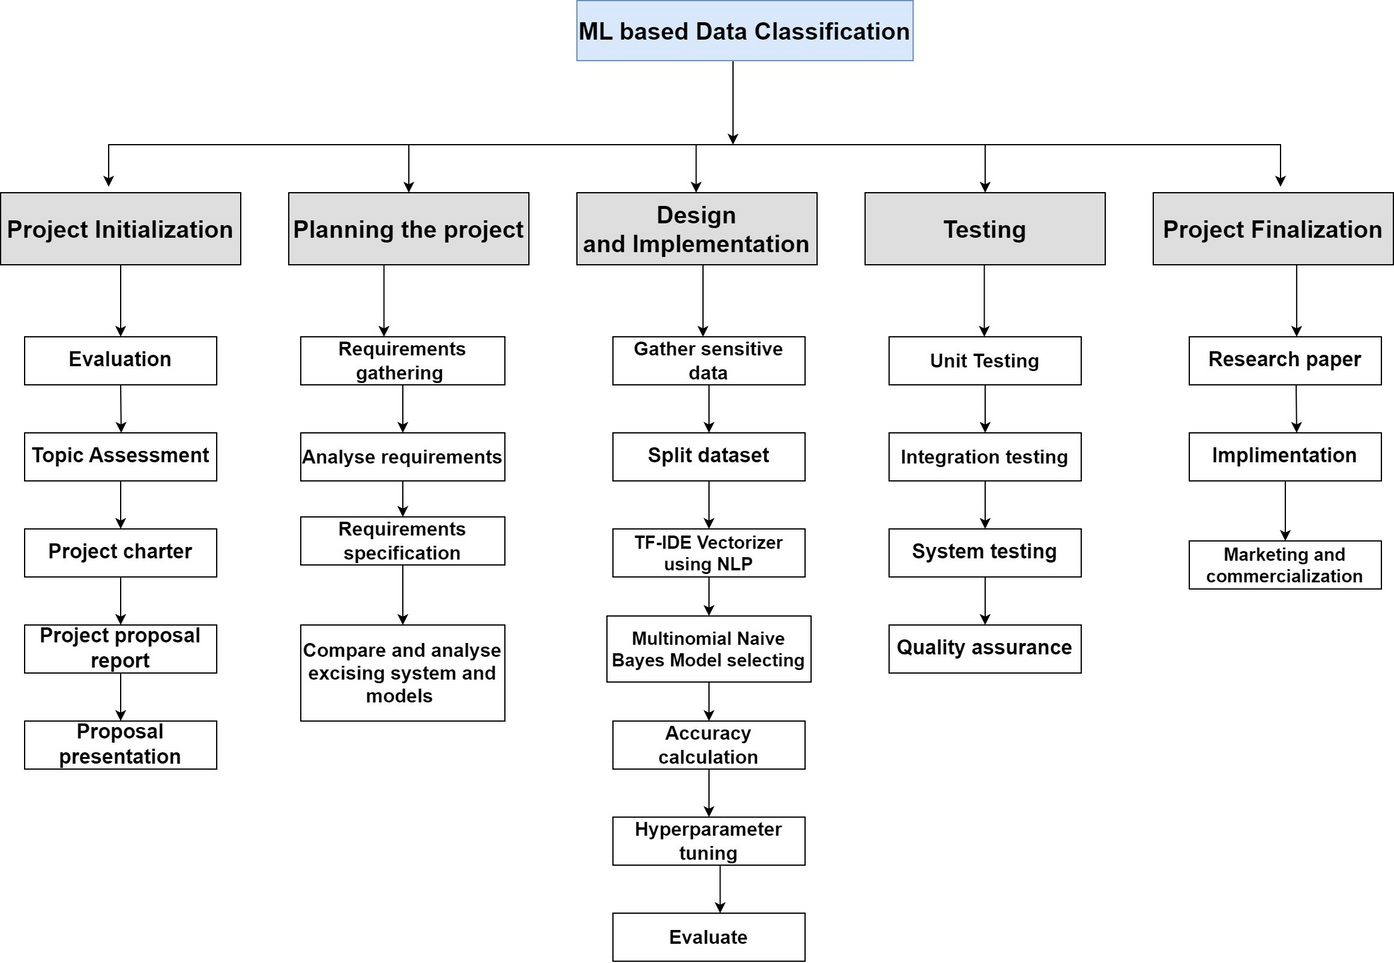 ML based Data Classification
Project Initialization
Planning the project
Design
and Implementation
Testing
Project Finalization
Evaluation
Topic Assessment
Project charter
Project proposal
report
Proposal
presentation
Requirements
gathering
Analyse requirements
Requirements
specification
Compare and analyse
excising system and
models
Gather sensitive
data
Split dataset
TF-IDE Vectorizer
using NLP
Multinomial Naive
Bayes Model selecting
Accuracy
calculation
Hyperparameter
tuning
Evaluate
Unit Testing
Integration testing
System testing
Quality assurance
Research paper
Implimentation
Marketing and
commercialization